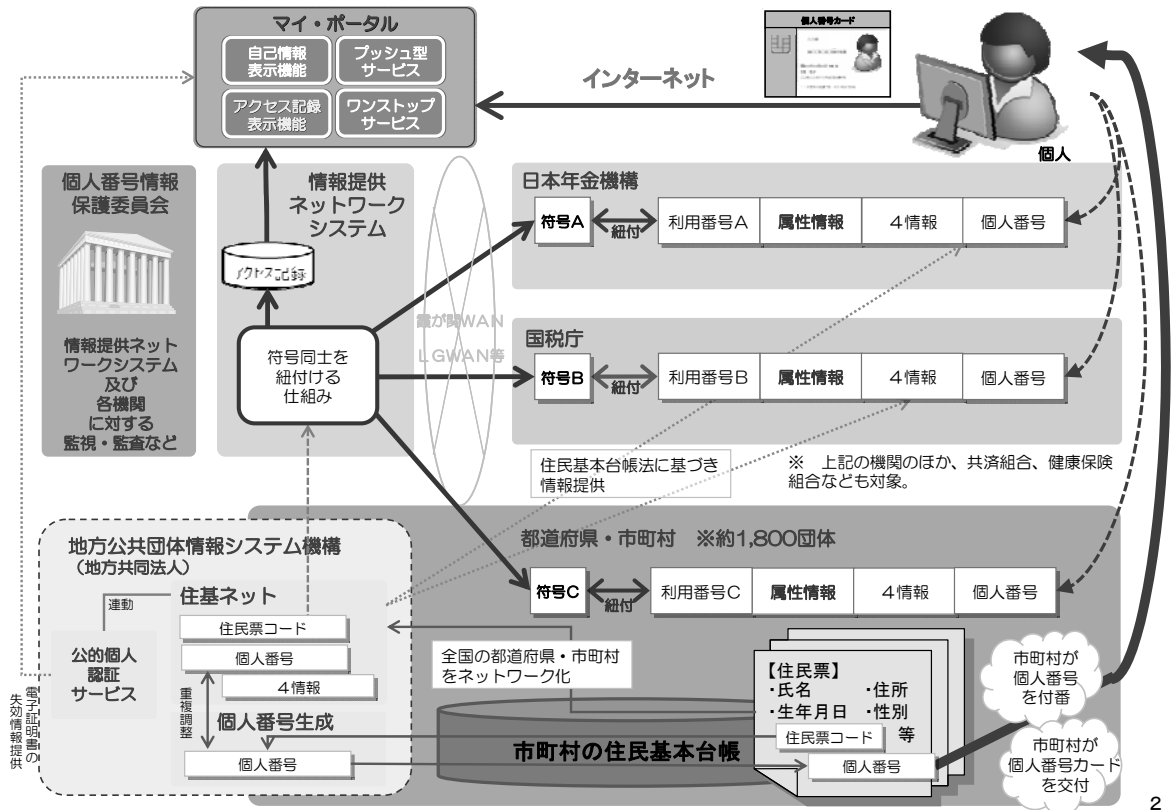 マイ・ポータル
自己情報
表示機能
プッシュ型
サービス
アクセス記録
表示機能
ワンストップ
サービス
インターネット
個人番号カード
個人
個人番号情報
保護委員会
情報提供ネット
ワークシステム
及び
各機関
に対する
監視・監査など
情報提供
ネットワーク
システム
アクセス記録
符号同士を
紐付ける
仕組み
霞が関WAN
LGWAN等
日本年金機構
符号A
紐付
利用番号A
属性情報
4情報
個人番号
国税庁
符号B
紐付
利用番号B
属性情報
4情報
個人番号
住民基本台帳法に基づき
情報提供
※ 上記の機関のほか、共済組合、健康保険
組合なども対象。
都道府県・市町村 ※約1,800団体
符号C
紐付
利用番号C
属性情報
4情報
個人番号
地方公共団体情報システム機構
（地方共同法人）
連動
住基ネット
住民票コード
個人番号
4情報
公的個人
認証
サービス
重複調整
個人番号生成
個人番号
電子証明書の
失効情報提供
全国の都道府県・市町村
をネットワーク化
市町村の住民基本台帳
【住民票】
・氏名 ・住所
・生年月日 ・性別
住民票コード 等
個人番号
市町村が
個人番号
を付番
市町村が
個人番号カード
を交付
2